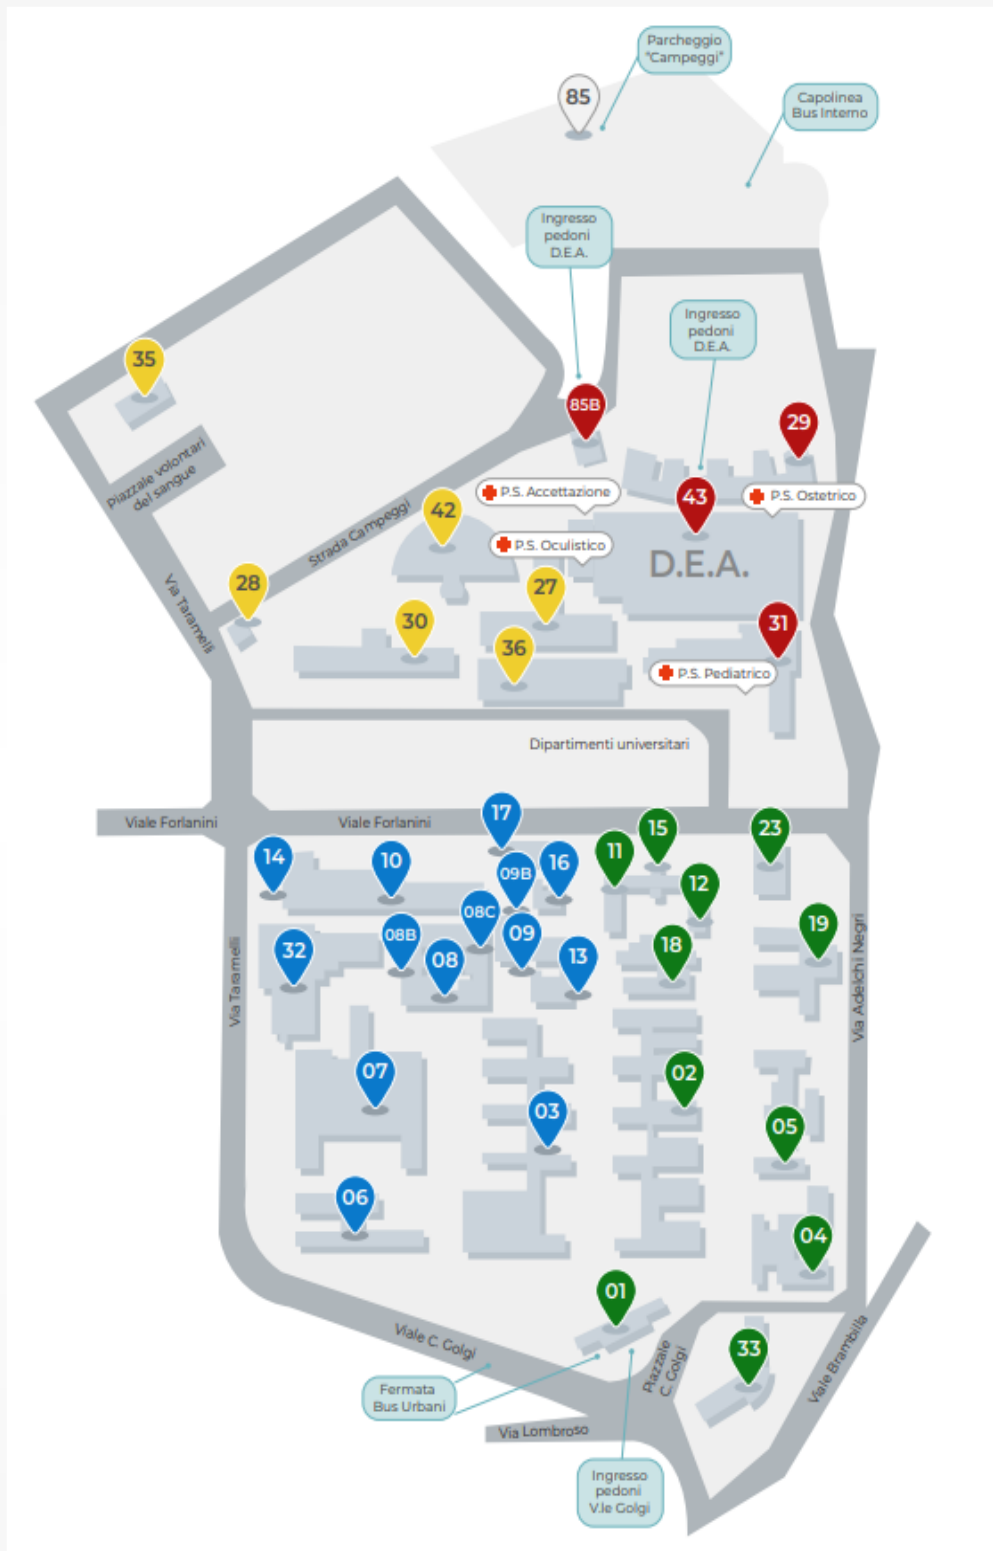 Parcheggio
"Campeggi"
85
Capolinea
Bus Interno
Ingresso
pedoni
D.E.A.
Ingresso
pedoni
D.E.A.
35
85B
29
Piazzale volontari
del sangue
P.S. Accettazione
43
P.S. Ostetrico
42
Strada Campeggi
P.S. Oculistico
D.E.A.
28
27
Via Taramelli
30
31
36
P.S. Pediatrico
Dipartimenti universitari
Viale Forlanini
Viale Forlanini
17
15
23
14
10
16
11
09B
12
08C
08B
09
19
32
08
13
18
Via Taramelli
Via Adelchi Negri
07
02
03
05
06
04
01
Viale C. Golgi
Piazzale
C. Golgi
33
Viale Brambilla
Fermata
Bus Urbani
Via Lombroso
Ingresso
pedoni
V.le Golgi